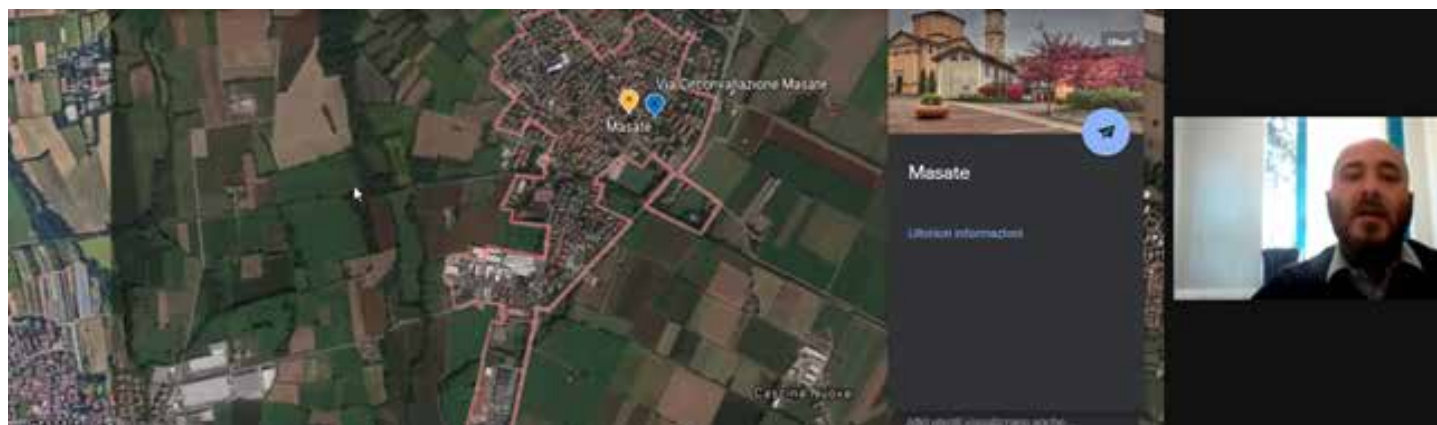 Via Circonvallazione Masate
Masate
Cascina Nuova
Masate
Ulteriori informazioni